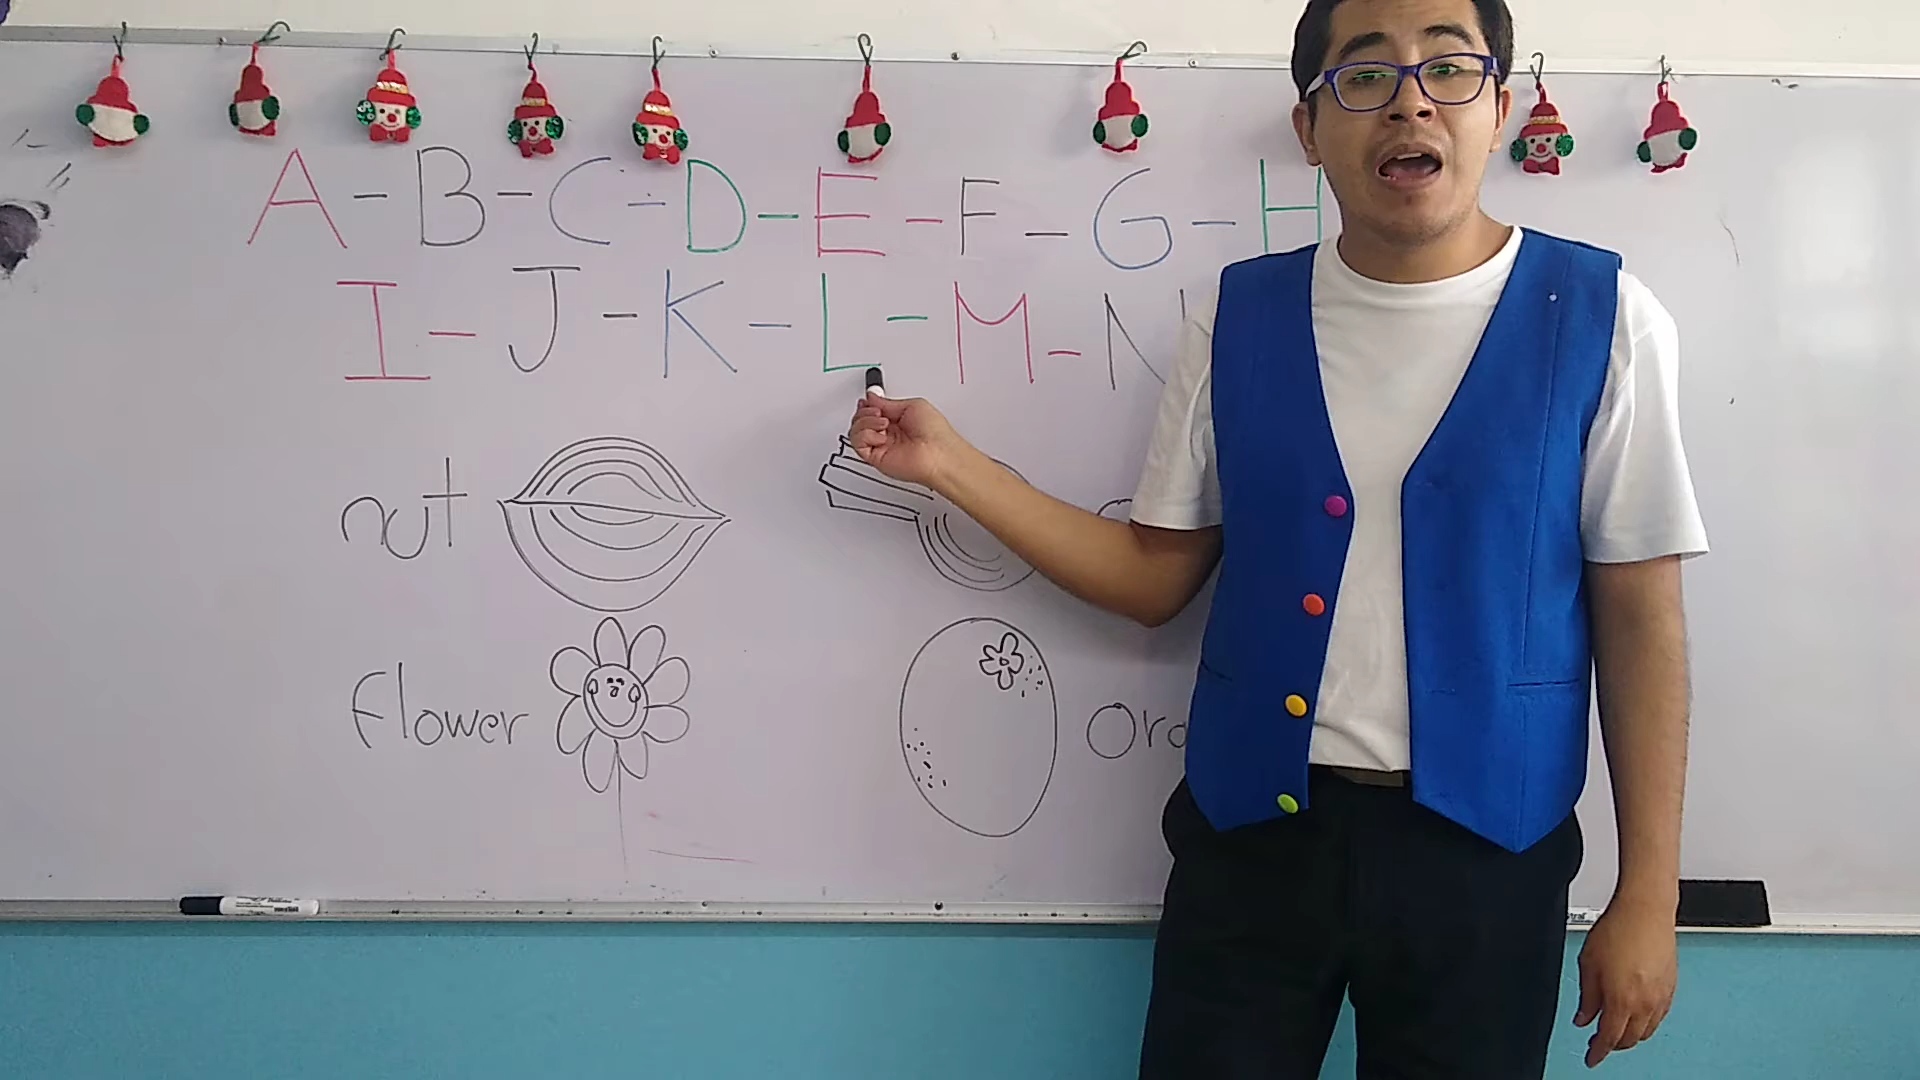 A - B - C - D - E - F - G - H
I - J - K - L - M - N
nut
flower